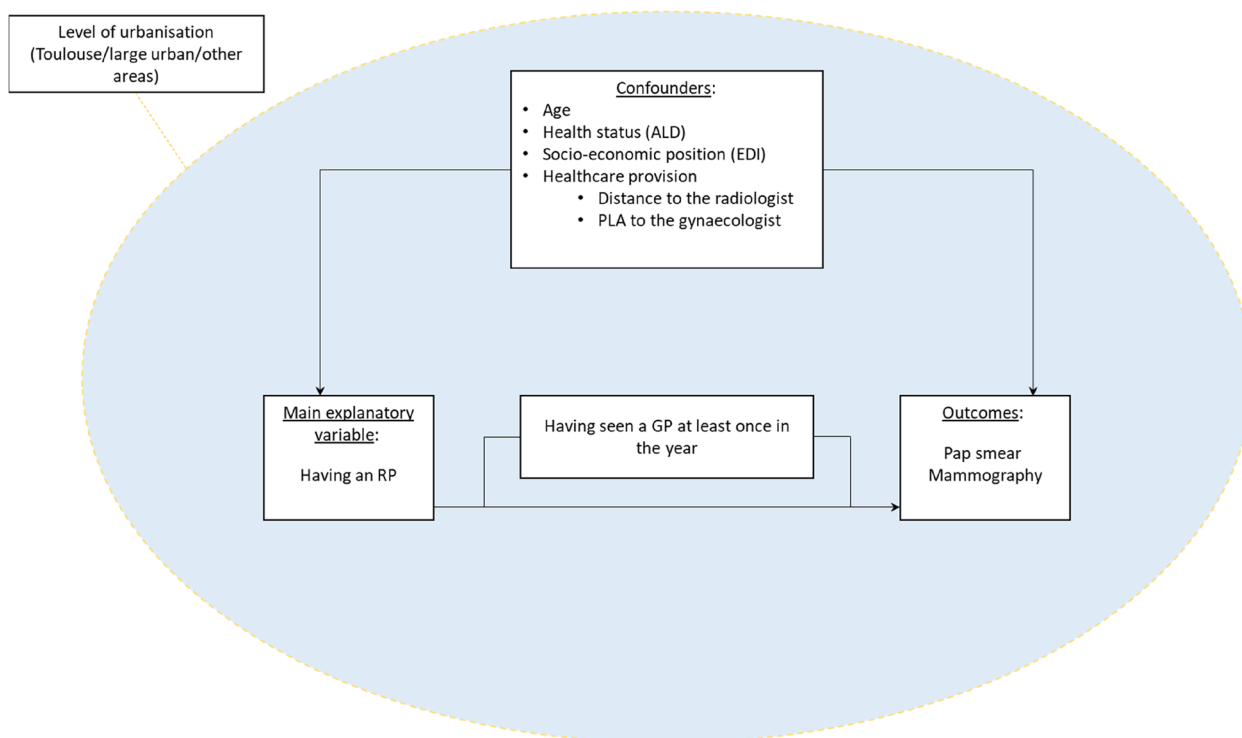 Level of urbanisation
(Toulouse/large urban/other
areas)
Confounders:
• Age
• Health status (ALD)
• Socio-economic position (EDI)
• Healthcare provision
• Distance to the radiologist
• PLA to the gynaecologist
Main explanatory
variable:
Having an RP
Having seen a GP at least once in
the year
Outcomes:
Pap smear
Mammography